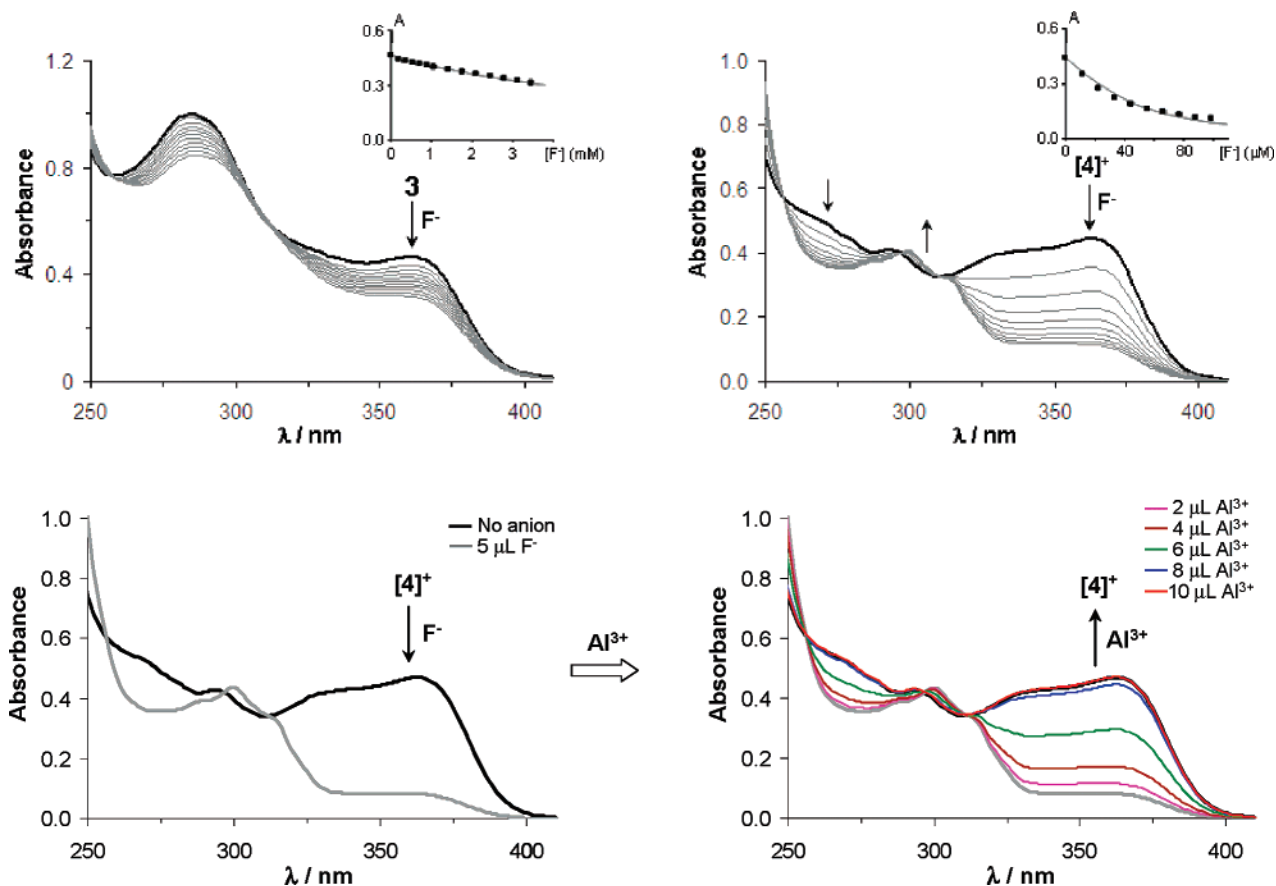 A
0.6
0.3
0.0
0 1 2 3 [F⁻] (mM)
1.2
0.8
0.4
0
Absorbance
3
F⁻
250 300 350 400
λ / nm
A
0.6
0.3
0.0
0 40 80 [F⁻] (µM)
1.0
0.8
0.6
0.4
0.2
0.0
Absorbance
[4]⁺
F⁻
250 300 350 400
λ / nm
1.0
0.8
0.6
0.4
0.2
0.0
Absorbance
No anion
5 µL F⁻
[4]⁺
F⁻
250 300 350 400
λ / nm
Al³⁺
1.0
0.8
0.6
0.4
0.2
0.0
Absorbance
2 µL Al³⁺
4 µL Al³⁺
6 µL Al³⁺
8 µL Al³⁺
10 µL Al³⁺
[4]⁺
Al³⁺
250 300 350 400
λ / nm